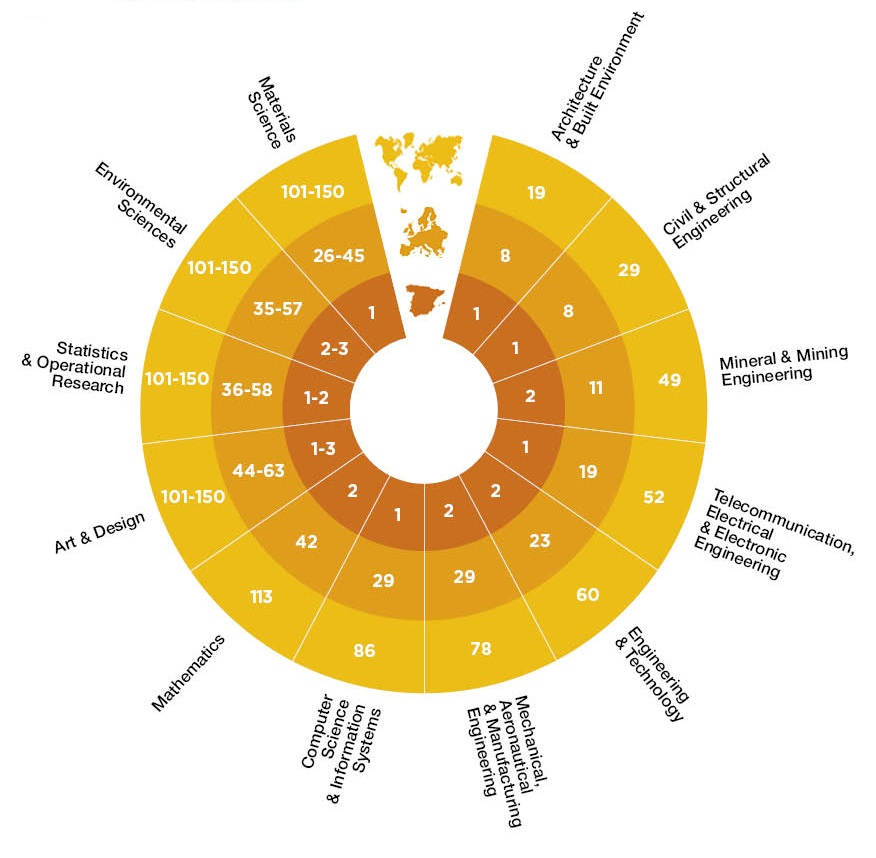 Architecture
& Built Environment
19
8
1
Civil & Structural
Engineering
29
8
1
Mineral & Mining
Engineering
49
11
2
Telecommunication,
Electrical
& Electronic
Engineering
52
19
1
Engineering
& Technology
60
23
2
Mechanical,
Aeronautical
& Manufacturing
Engineering
78
29
2
Computer
Science
& Information
Systems
86
29
1
Mathematics
113
42
2
Art & Design
101-150
44-63
1-3
Statistics
& Operational
Research
101-150
36-58
1-2
Environmental
Sciences
101-150
35-57
2-3
Materials
Science
101-150
26-45
1